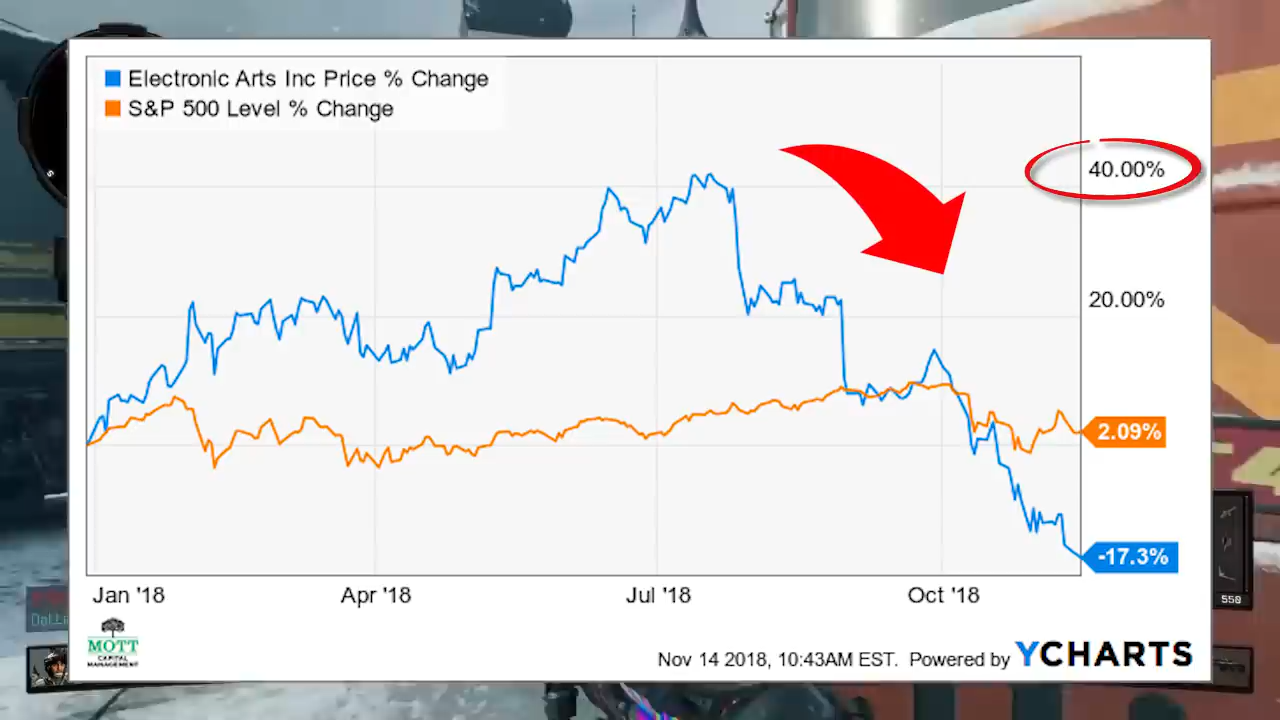 Electronic Arts Inc Price % Change
S&P 500 Level % Change
40.00%
20.00%
2.09%
-17.3%
Jan '18
Apr '18
Jul '18
Oct '18
MOTT
CAPITAL
MANAGEMENT
Nov 14 2018, 10:43AM EST. Powered by YCHARTS
S
550